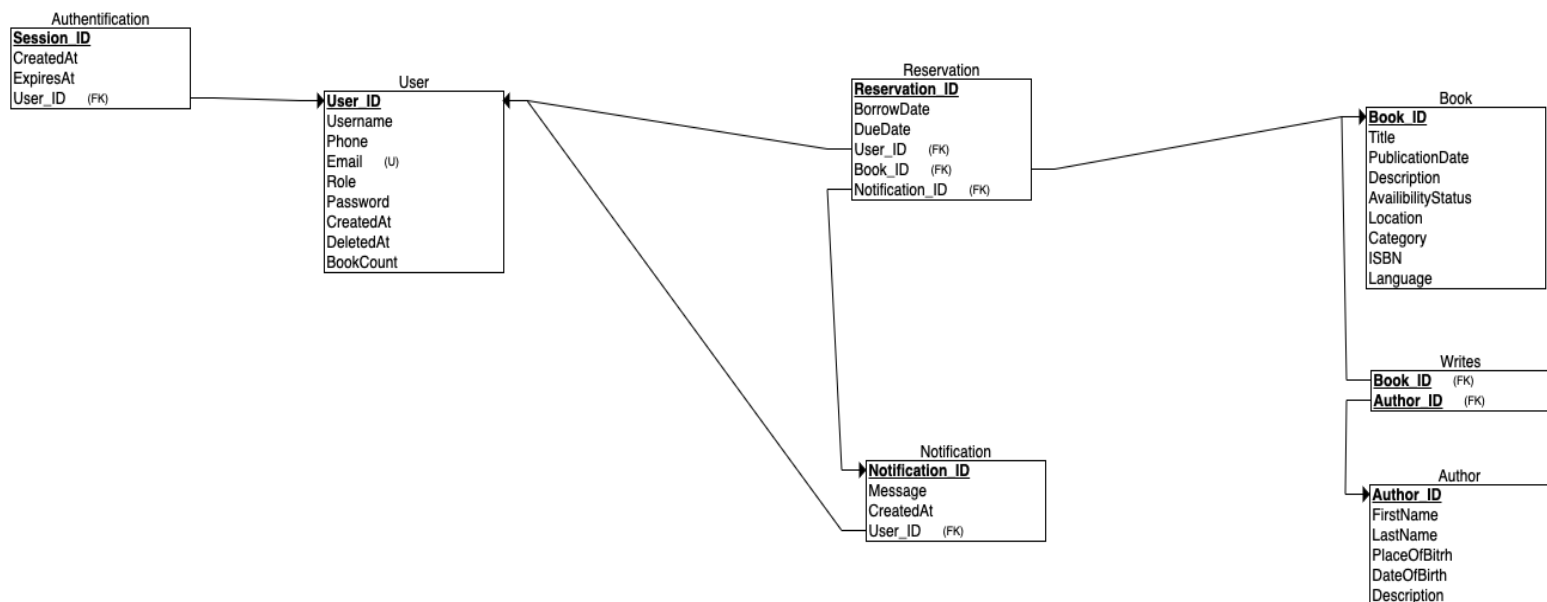 Authentification
Session_ID
CreatedAt
ExpiresAt
User_ID (FK)
User
User_ID
Username
Phone
Email (U)
Role
Password
CreatedAt
DeletedAt
BookCount
Reservation
Reservation_ID
BorrowDate
DueDate
User_ID (FK)
Book_ID (FK)
Notification_ID (FK)
Notification
Notification_ID
Message
CreatedAt
User_ID (FK)
Book
Book_ID
Title
PublicationDate
Description
AvailibilityStatus
Location
Category
ISBN
Language
Writes
Book_ID (FK)
Author_ID (FK)
Author
Author_ID
FirstName
LastName
PlaceOfBitrh
DateOfBirth
Description